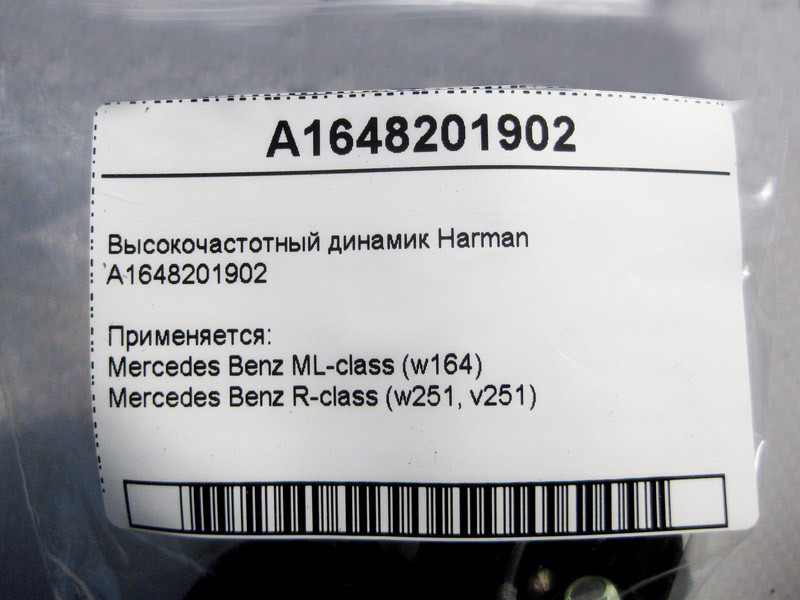 A1648201902
Высокочастотный динамик Harman
A1648201902
Применяется:
Mercedes Benz ML-class (w164)
Mercedes Benz R-class (w251, v251)